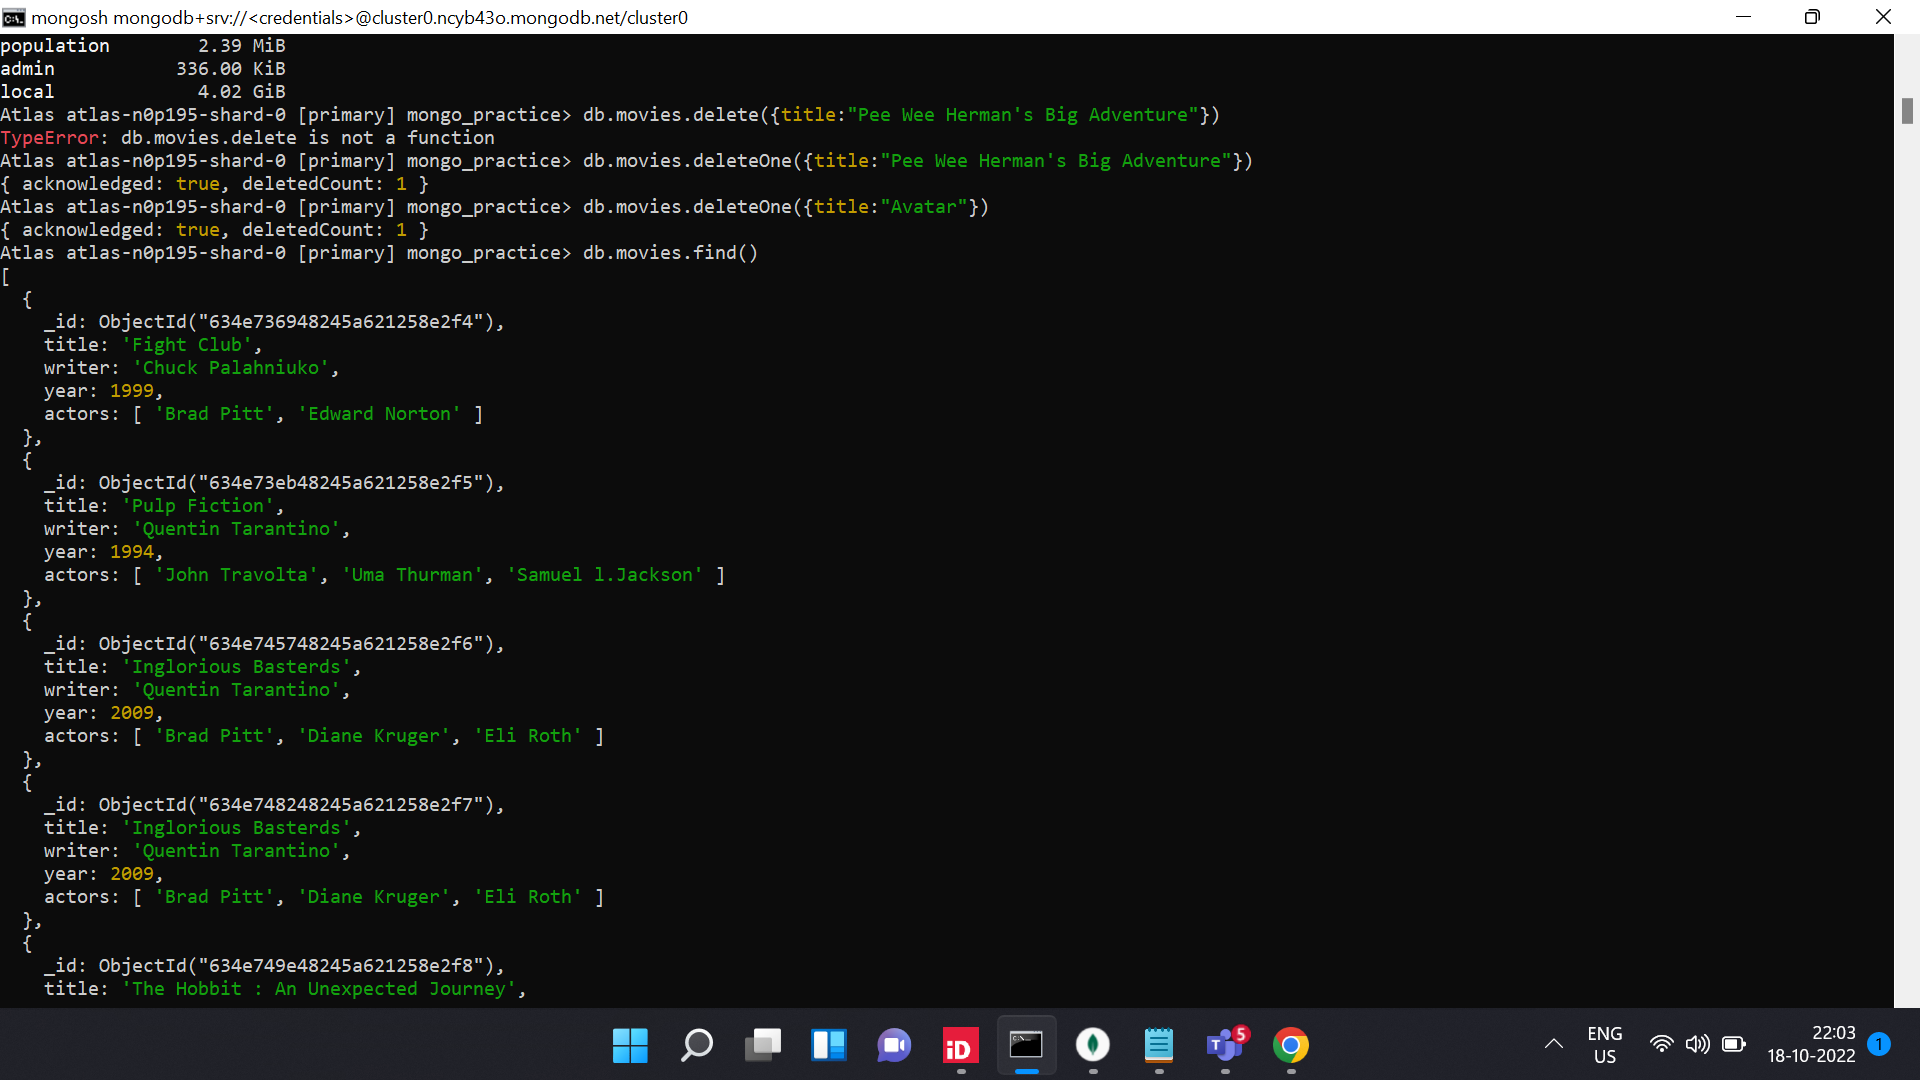 mongosh mongodb+srv://<credentials>@cluster0.ncyb43o.mongodb.net/cluster0
population        2.39 MiB
admin           336.00 KiB
local             4.02 GiB
Atlas atlas-n0p195-shard-0 [primary] mongo_practice> db.movies.delete({title:"Pee Wee Herman's Big Adventure"})
TypeError: db.movies.delete is not a function
Atlas atlas-n0p195-shard-0 [primary] mongo_practice> db.movies.deleteOne({title:"Pee Wee Herman's Big Adventure"})
{ acknowledged: true, deletedCount: 1 }
Atlas atlas-n0p195-shard-0 [primary] mongo_practice> db.movies.deleteOne({title:"Avatar"})
{ acknowledged: true, deletedCount: 1 }
Atlas atlas-n0p195-shard-0 [primary] mongo_practice> db.movies.find()
[
  {
    _id: ObjectId("634e736948245a621258e2f4"),
    title: 'Fight Club',
    writer: 'Chuck Palahniuko',
    year: 1999,
    actors: [ 'Brad Pitt', 'Edward Norton' ]
  },
  {
    _id: ObjectId("634e73eb48245a621258e2f5"),
    title: 'Pulp Fiction',
    writer: 'Quentin Tarantino',
    year: 1994,
    actors: [ 'John Travolta', 'Uma Thurman', 'Samuel l.Jackson' ]
  },
  {
    _id: ObjectId("634e745748245a621258e2f6"),
    title: 'Inglorious Basterds',
    writer: 'Quentin Tarantino',
    year: 2009,
    actors: [ 'Brad Pitt', 'Diane Kruger', 'Eli Roth' ]
  },
  {
    _id: ObjectId("634e748248245a621258e2f7"),
    title: 'Inglorious Basterds',
    writer: 'Quentin Tarantino',
    year: 2009,
    actors: [ 'Brad Pitt', 'Diane Kruger', 'Eli Roth' ]
  },
  {
    _id: ObjectId("634e749e48245a621258e2f8"),
    title: 'The Hobbit : An Unexpected Journey',
iD
T
5
ENG
US
22:03
18-10-2022
1